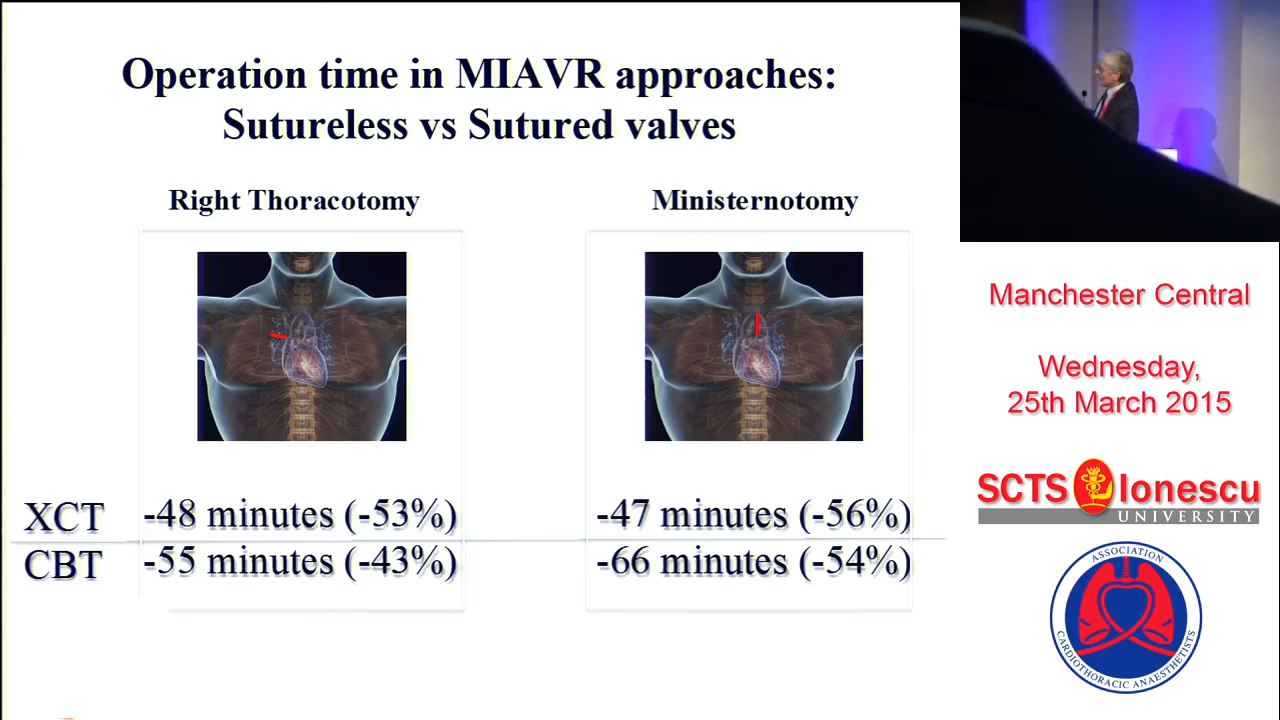 Operation time in MIAVR approaches:
Sutureless vs Sutured valves
Right Thoracotomy
Ministernotomy
XCT -48 minutes (-53%) -47 minutes (-56%)
CBT -55 minutes (-43%) -66 minutes (-54%)
Manchester Central
Wednesday,
25th March 2015
SCTS Ionescu
UNIVERSITY
ASSOCIATION
CARDIOTHORACIC ANAESTHETISTS